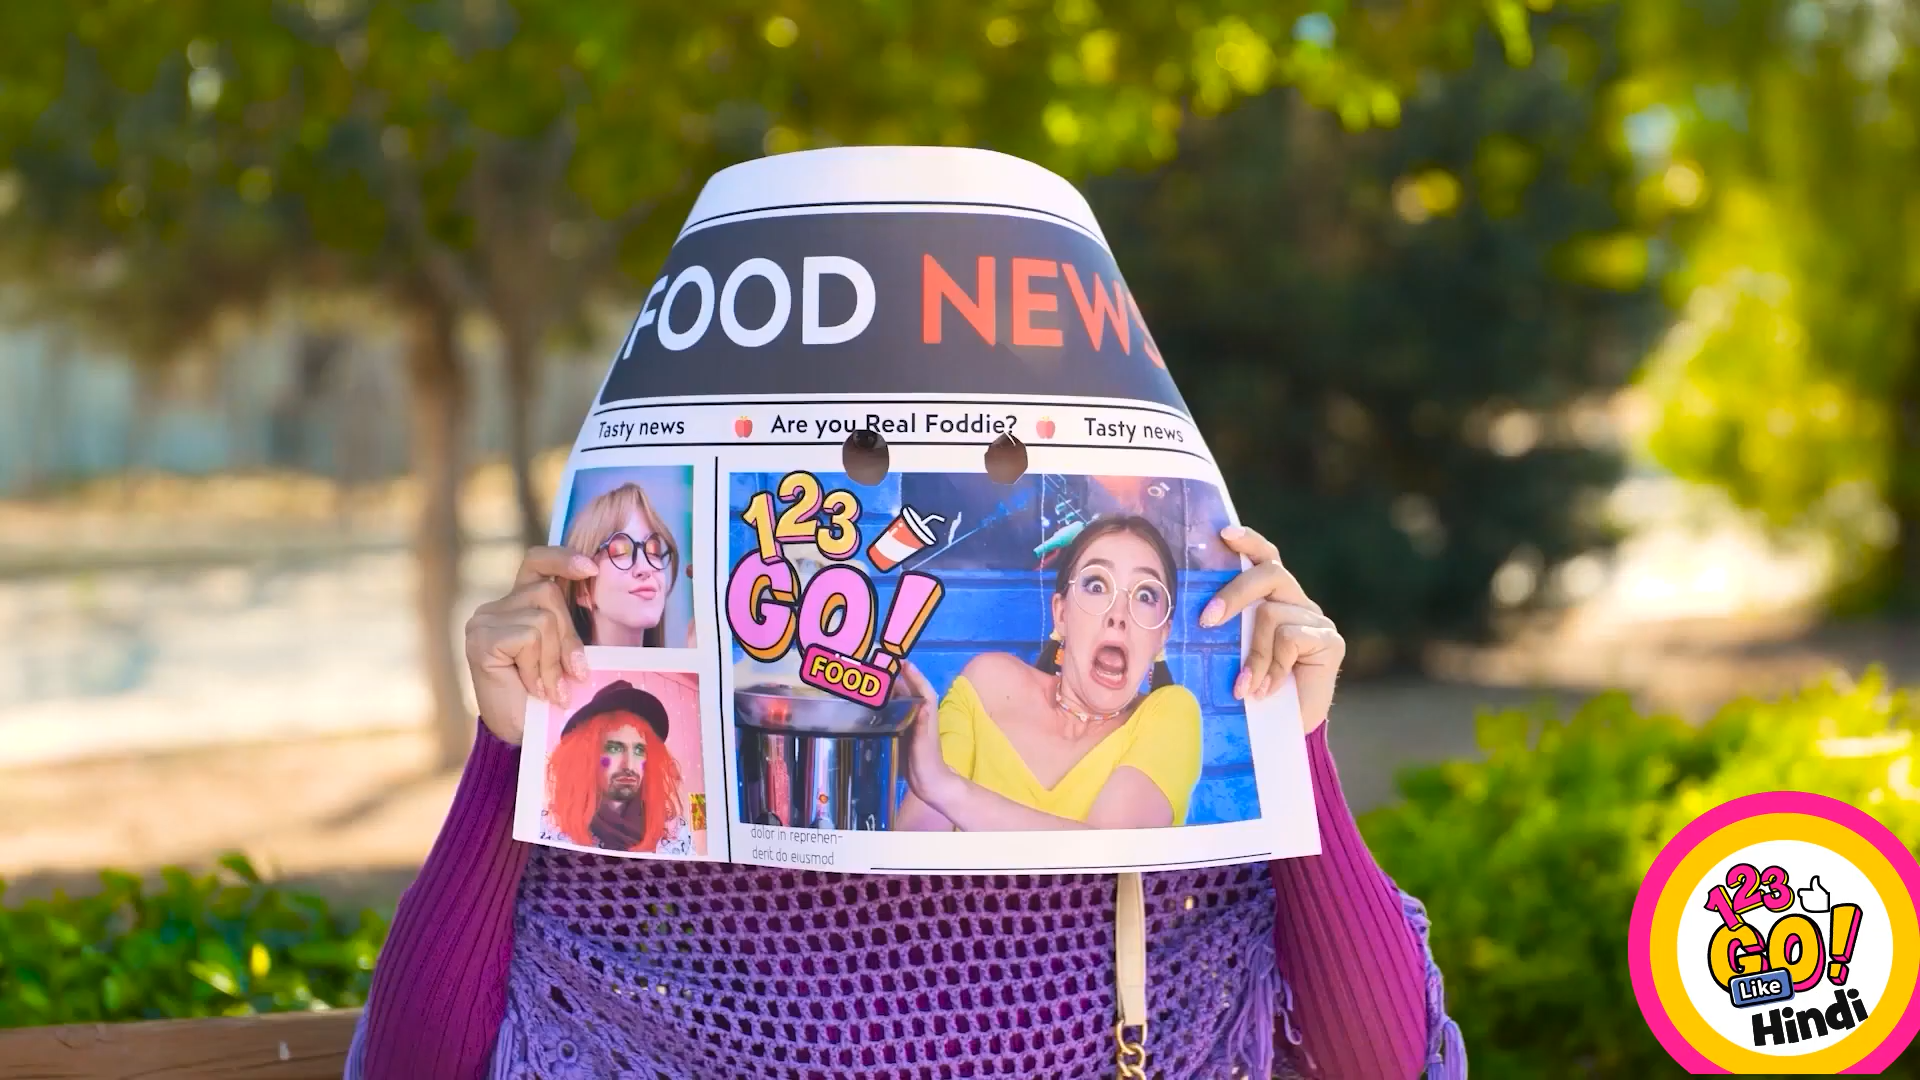 FOOD NEWS
Tasty news
Are you Real Foddie?
Tasty news
123
GO!
FOOD
dolor in reprehen-
derit do eiusmod
123
GO!
Like
Hindi